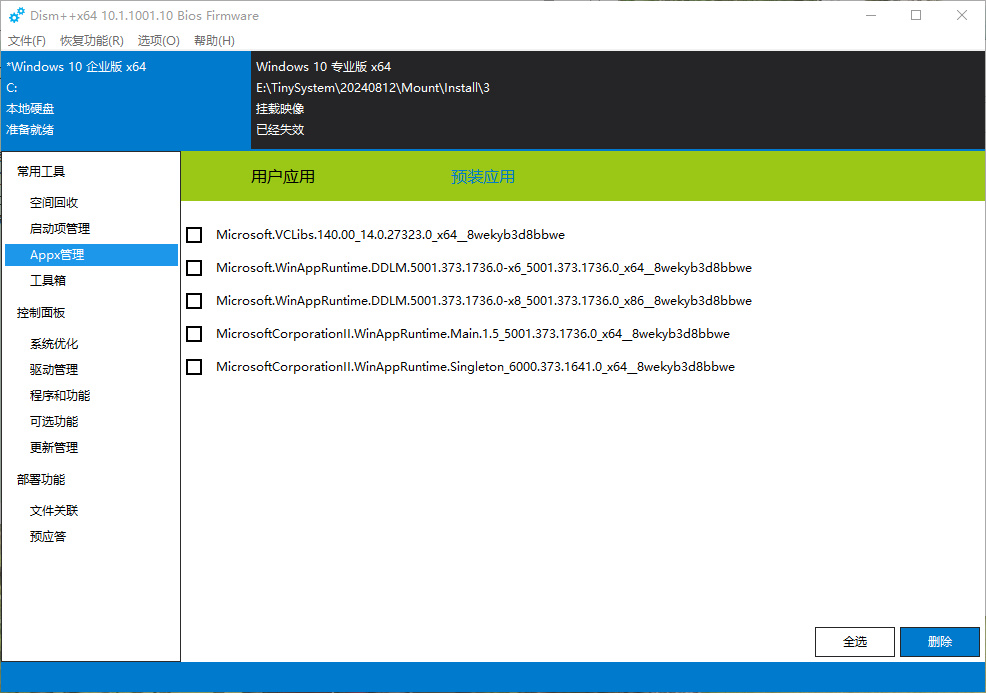 Dism++x64 10.1.1001.10 Bios Firmware
文件(F) 恢复功能(R) 选项(O) 帮助(H)
*Windows 10 企业版 x64
C:
本地硬盘
准备就绪
Windows 10 专业版 x64
E:\TinySystem\20240812\Mount\Install\3
挂载映像
已经失效
常用工具
空间回收
启动项管理
Appx管理
工具箱
控制面板
系统优化
驱动管理
程序和功能
可选功能
更新管理
部署功能
文件关联
预应答
用户应用 预装应用
Microsoft.VCLibs.140.00_14.0.27323.0_x64__8wekyb3d8bbwe
Microsoft.WinAppRuntime.DDLM.5001.373.1736.0-x6_5001.373.1736.0_x64__8wekyb3d8bbwe
Microsoft.WinAppRuntime.DDLM.5001.373.1736.0-x8_5001.373.1736.0_x86__8wekyb3d8bbwe
MicrosoftCorporationII.WinAppRuntime.Main.1.5_5001.373.1736.0_x64__8wekyb3d8bbwe
MicrosoftCorporationII.WinAppRuntime.Singleton_6000.373.1641.0_x64__8wekyb3d8bbwe
全选 删除